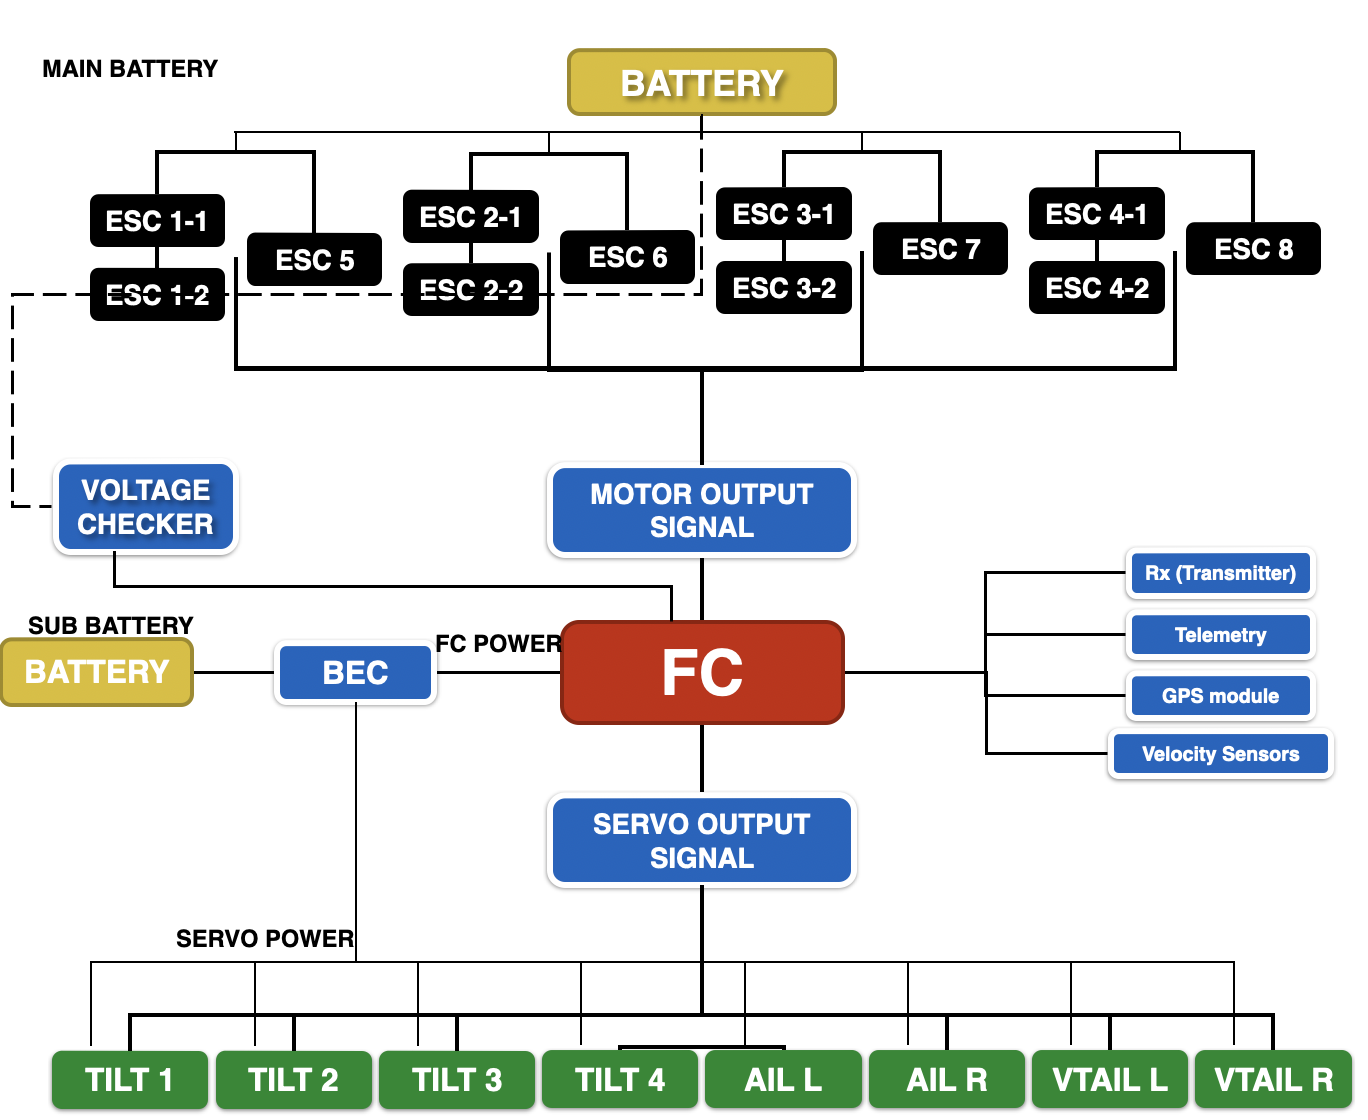 MAIN BATTERY
BATTERY
ESC 1-1
ESC 5
ESC 1-2
ESC 2-1
ESC 6
ESC 2-2
ESC 3-1
ESC 7
ESC 3-2
ESC 4-1
ESC 8
ESC 4-2
VOLTAGE
CHECKER
MOTOR OUTPUT
SIGNAL
SUB BATTERY
BATTERY
BEC
FC POWER
FC
Rx (Transmitter)
Telemetry
GPS module
Velocity Sensors
SERVO OUTPUT
SIGNAL
SERVO POWER
TILT 1
TILT 2
TILT 3
TILT 4
AIL L
AIL R
VTAIL L
VTAIL R